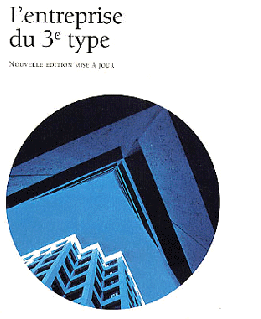 L'entreprise
du 3e type
NOUVELLE ÉDITION MISE À JOUR